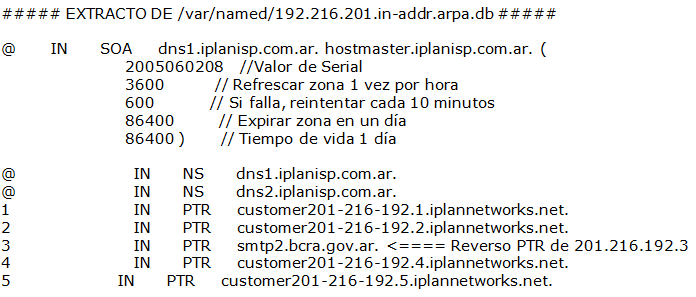 ##### EXTRACTO DE /var/named/192.216.201.in-addr.arpa.db #####
@ IN SOA dns1.iplanisp.com.ar. hostmaster.iplanisp.com.ar. (
2005060208 //Valor de Serial
3600 // Refrescar zona 1 vez por hora
600 // Si falla, reintentar cada 10 minutos
86400 // Expirar zona en un día
86400 ) // Tiempo de vida 1 día
@ IN NS dns1.iplanisp.com.ar.
@ IN NS dns2.iplanisp.com.ar.
1 IN PTR customer201-216-192.1.iplannetworks.net.
2 IN PTR customer201-216-192.2.iplannetworks.net.
3 IN PTR smtp2.bcra.gov.ar. <==== Reverso PTR de 201.216.192.3
4 IN PTR customer201-216-192.4.iplannetworks.net.
5 IN PTR customer201-216-192.5.iplannetworks.net.